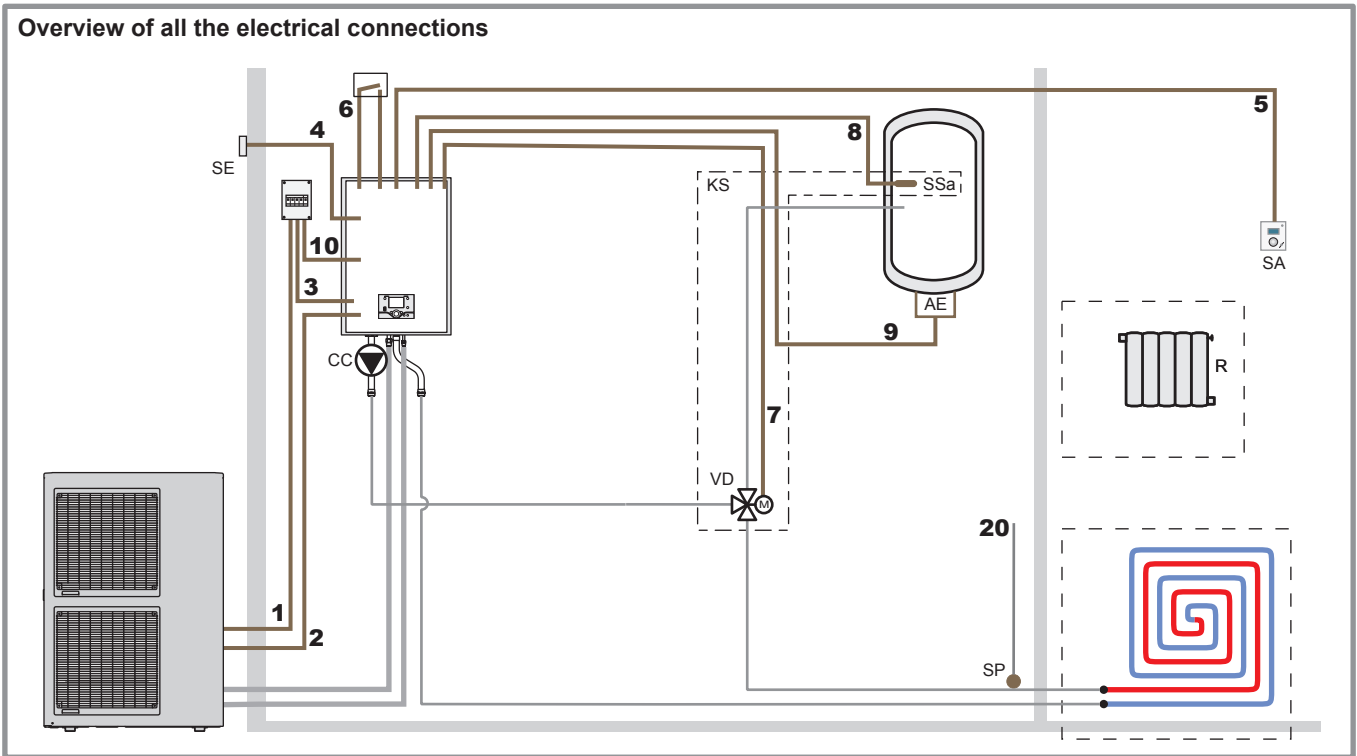 Overview of all the electrical connections
6
5
4
8
SE
KS
SSa
10
SA
3
AE
9
CC
R
7
VD
M
20
1
2
SP